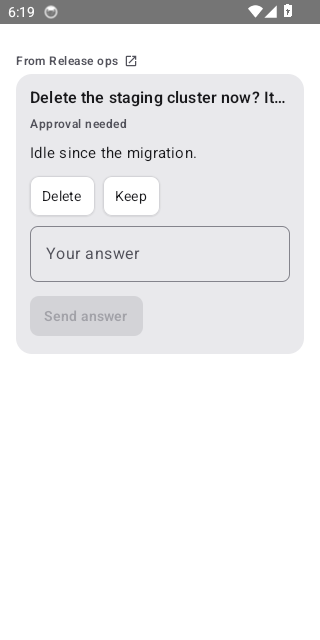 6:19
From Release ops
Delete the staging cluster now? It…
Approval needed
Idle since the migration.
Delete
Keep
Your answer
Send answer